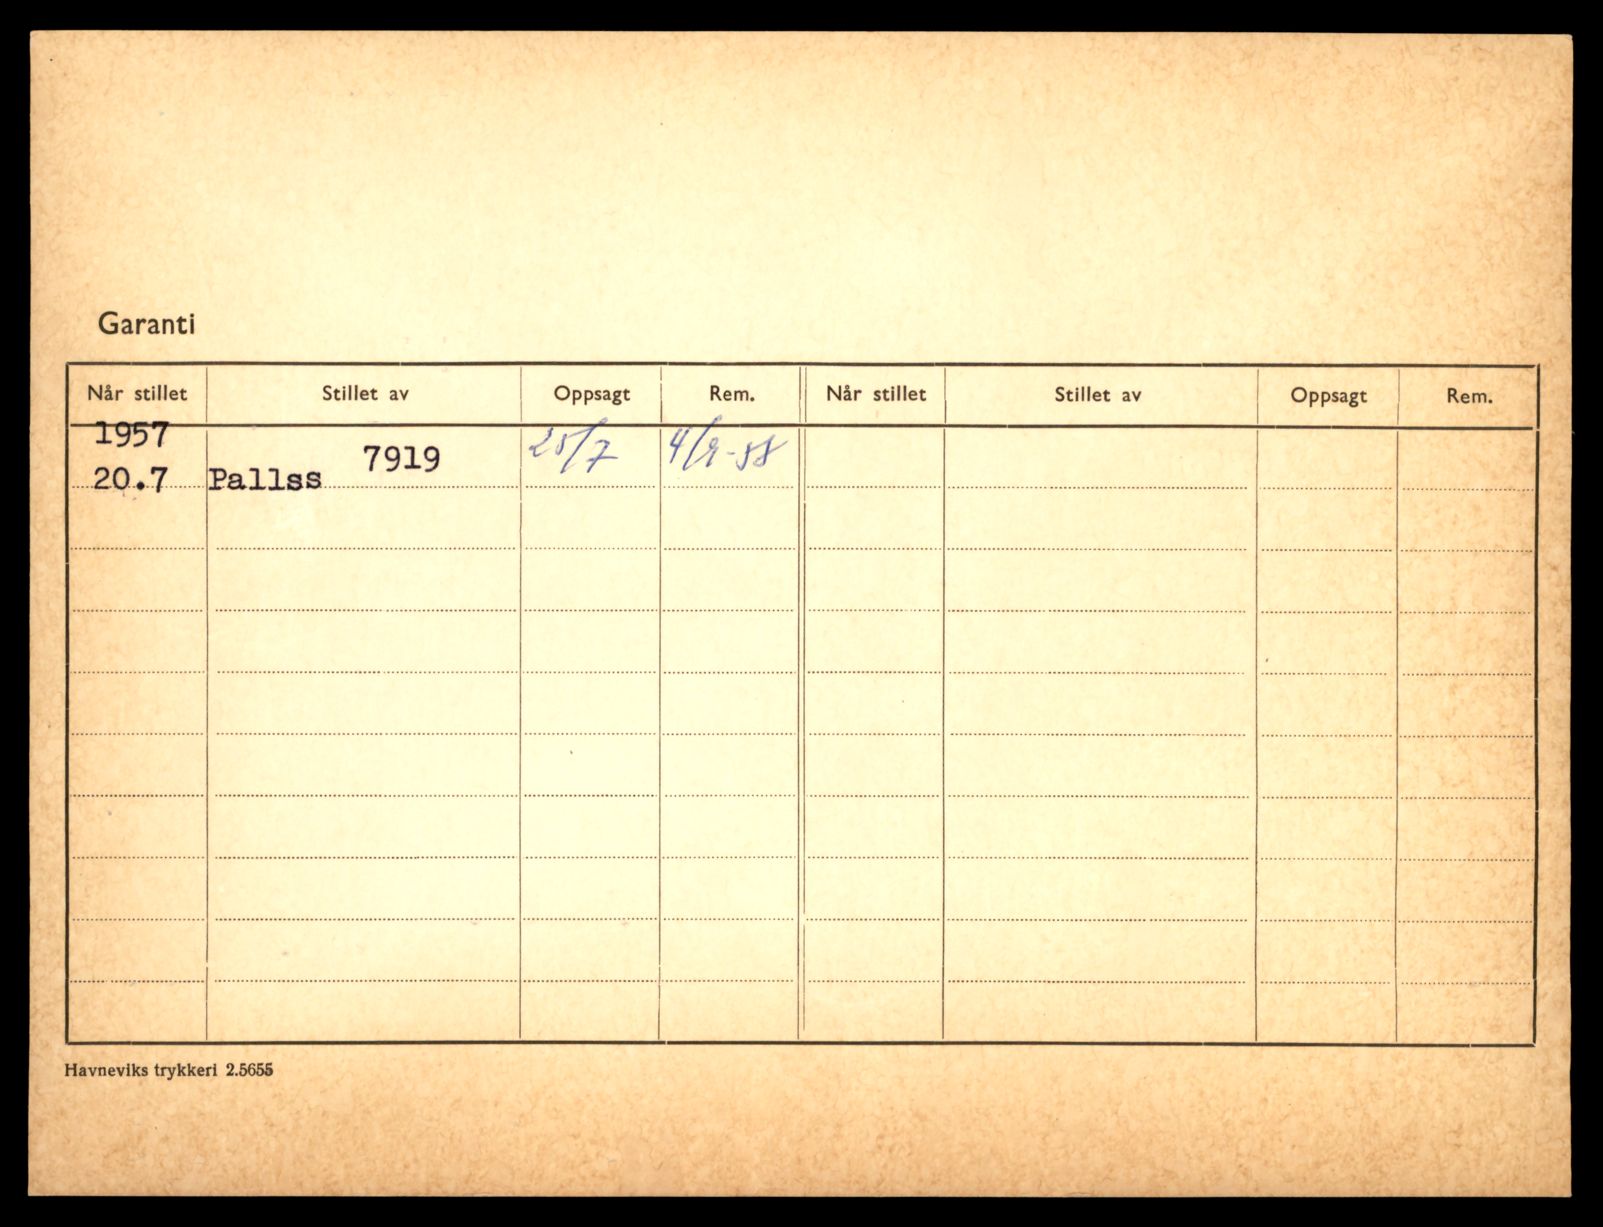 Garanti
Når stillet Stillet av Oppsagt Rem. Når stillet Stillet av Oppsagt Rem.
1957
7919 25/7 4/9-58
20.7 Pallss
Havneviks trykkeri 2.5655